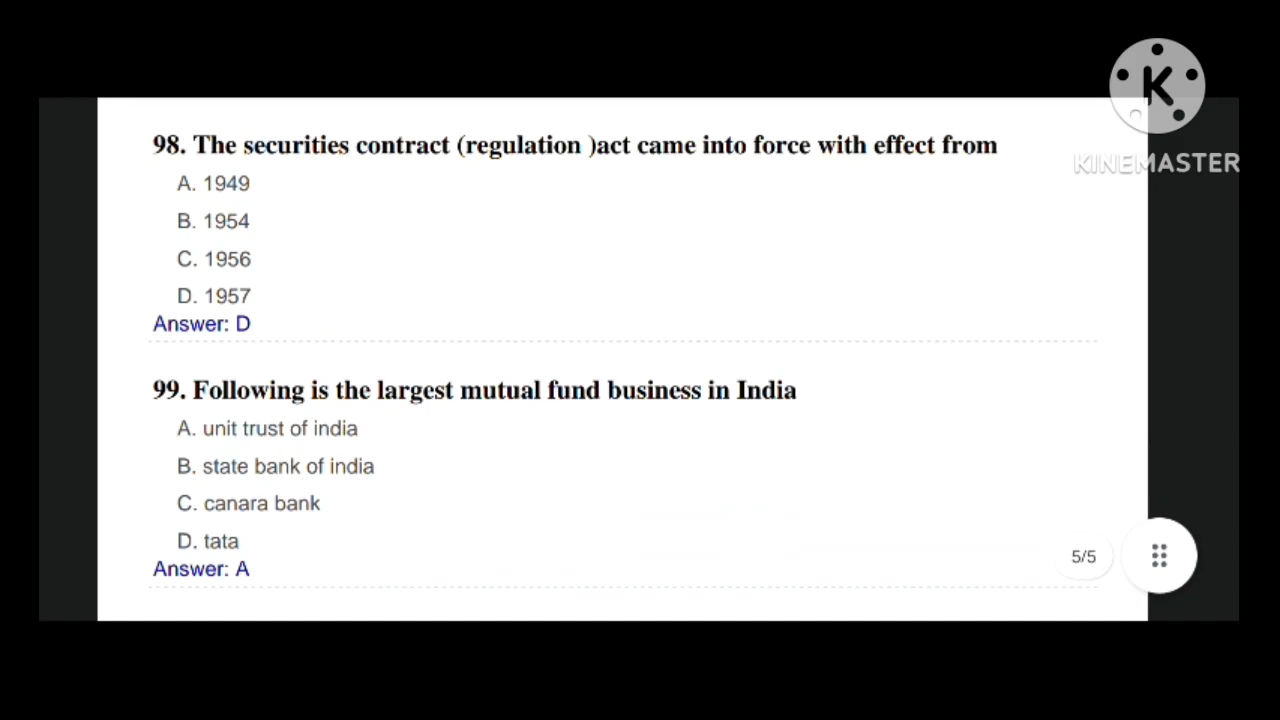 K
KINEMASTER
98. The securities contract (regulation )act came into force with effect from
A. 1949
B. 1954
C. 1956
D. 1957
Answer: D
99. Following is the largest mutual fund business in India
A. unit trust of india
B. state bank of india
C. canara bank
D. tata
Answer: A
5/5